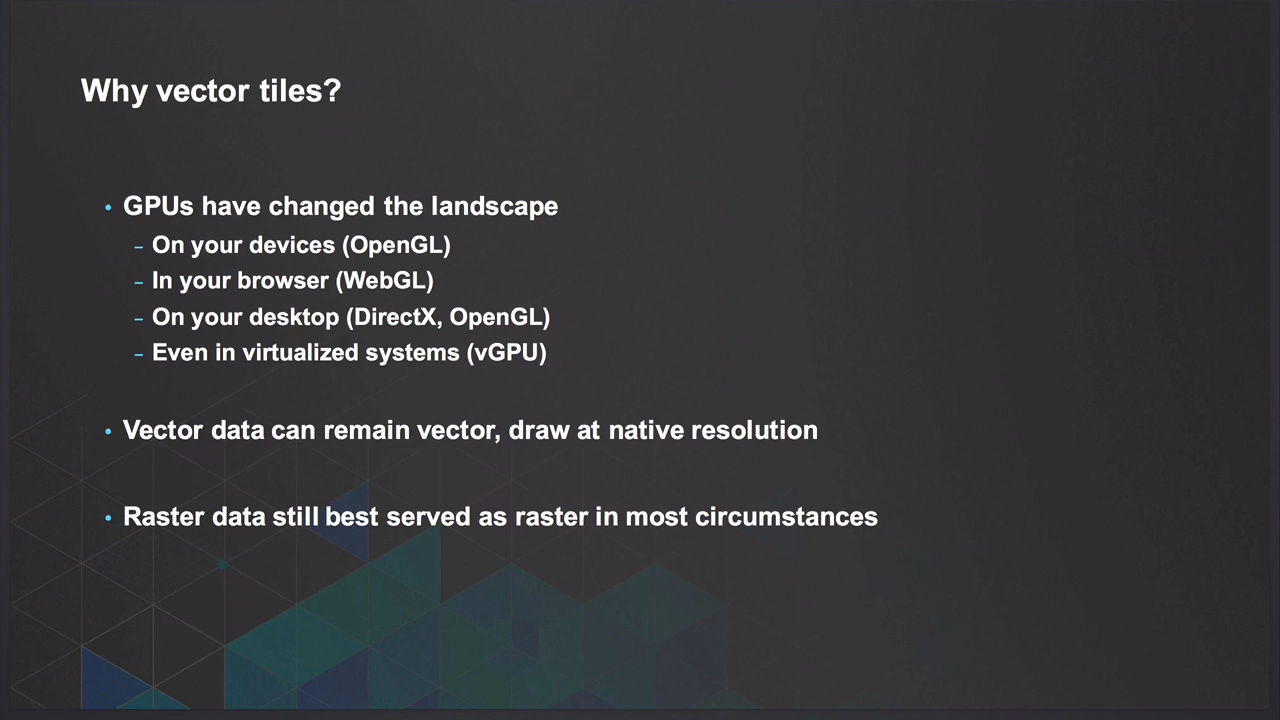 Why vector tiles?
• GPUs have changed the landscape
– On your devices (OpenGL)
– In your browser (WebGL)
– On your desktop (DirectX, OpenGL)
– Even in virtualized systems (vGPU)
• Vector data can remain vector, draw at native resolution
• Raster data still best served as raster in most circumstances